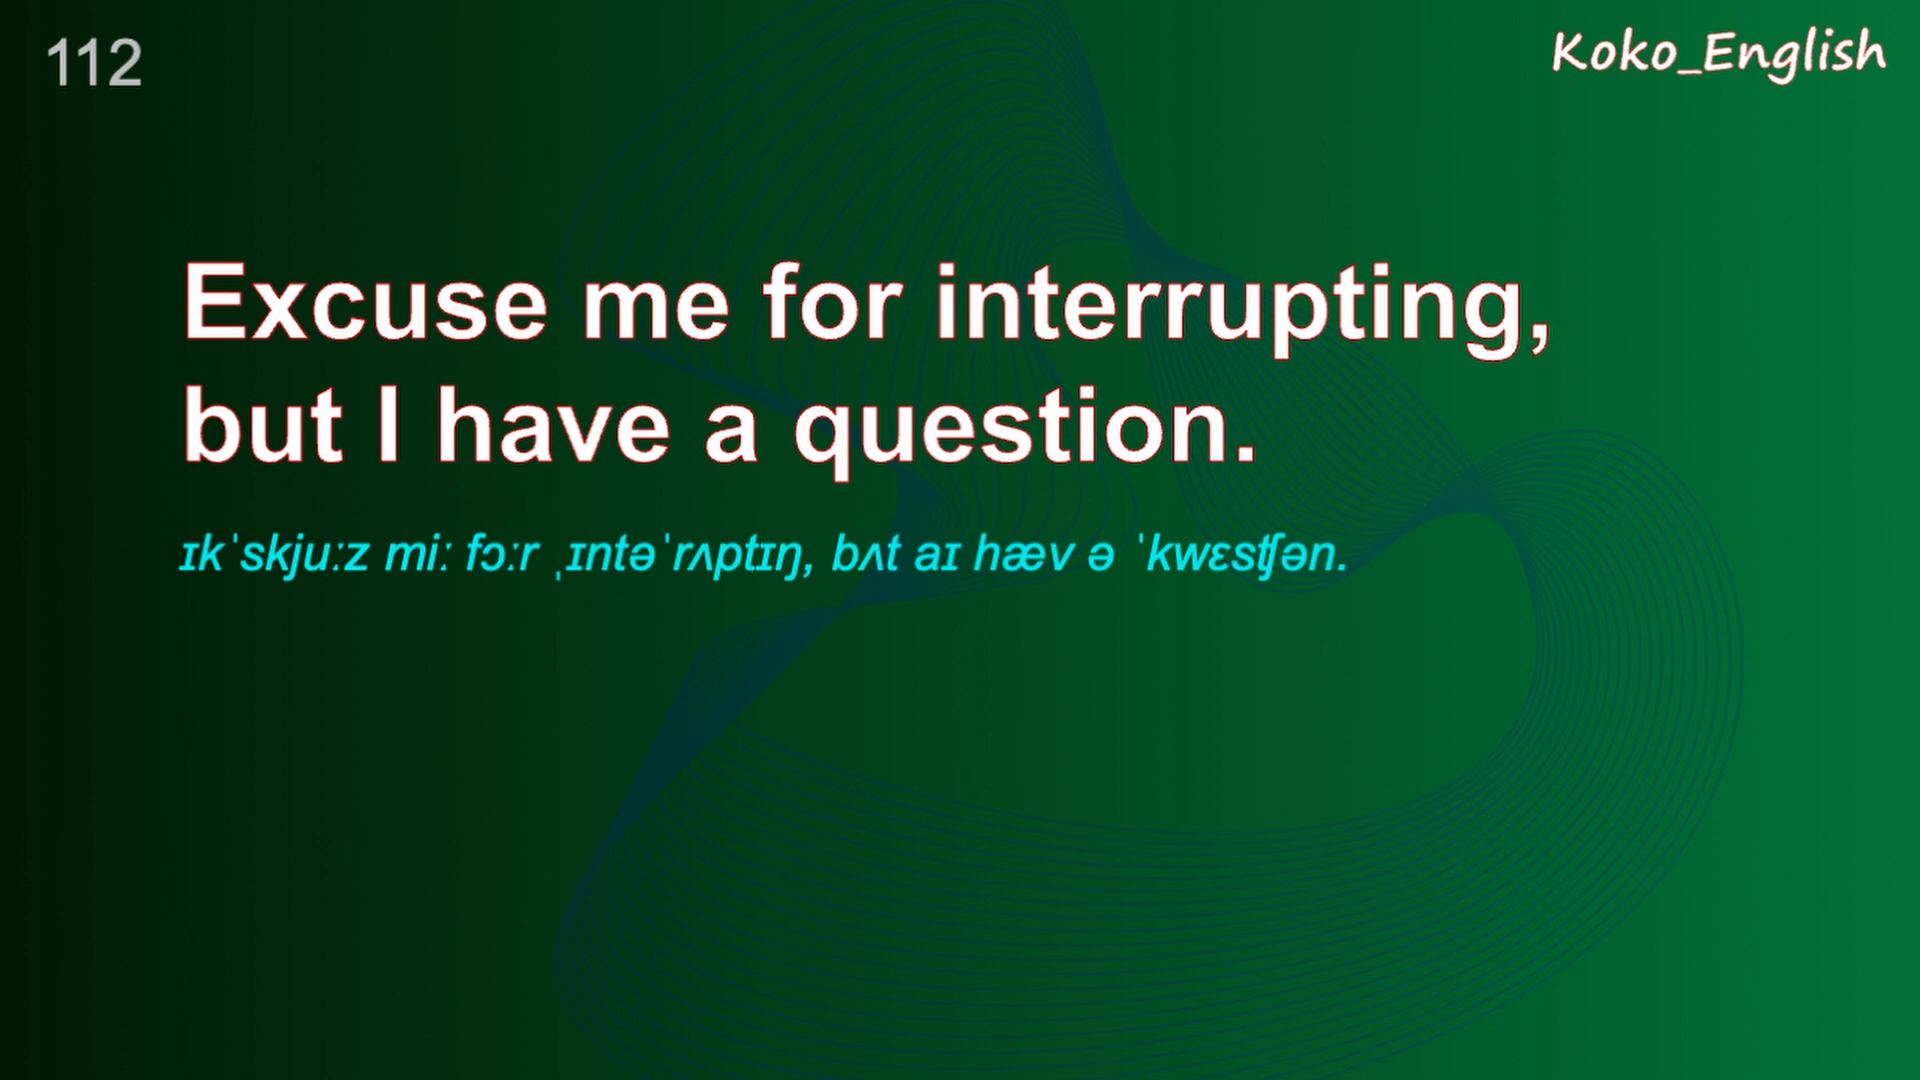 112
Koko_English
Excuse me for interrupting,
but I have a question.
ɪkˈskjuːz miː fɔːr ˌɪntəˈrʌptɪŋ, bʌt aɪ hæv ə ˈkwɛsʧən.